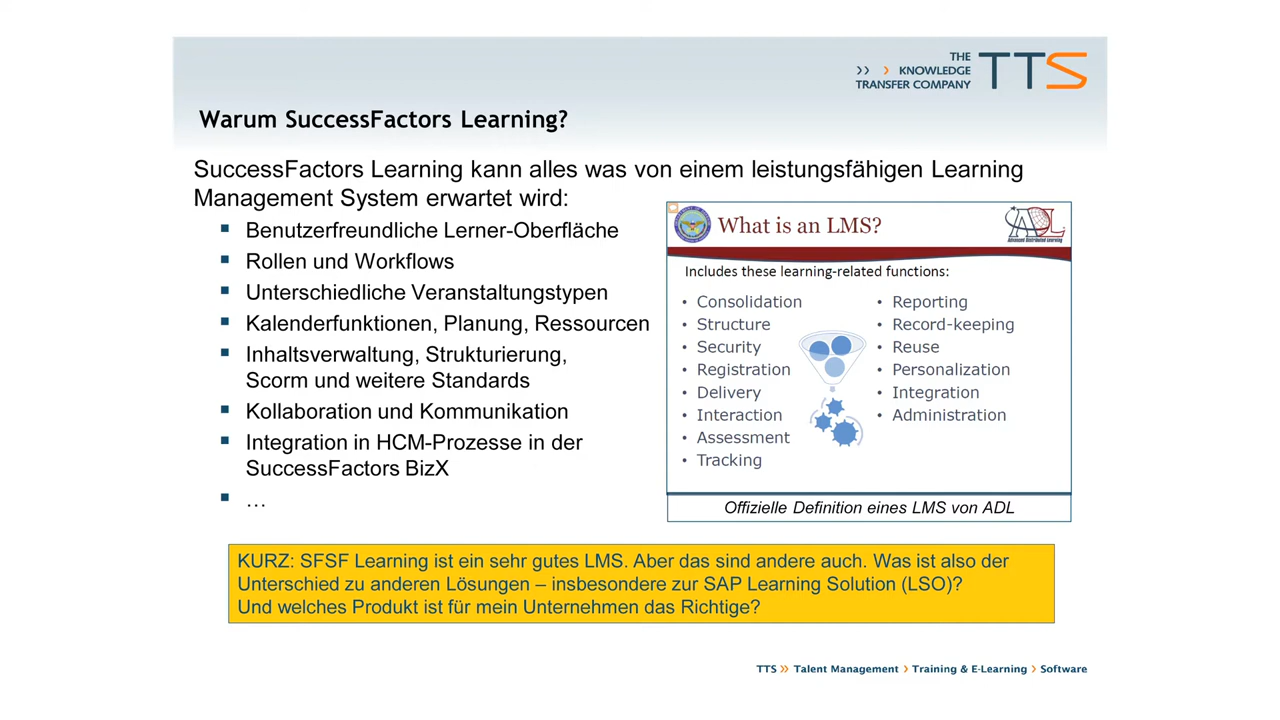 THE
›› › KNOWLEDGE
TRANSFER COMPANY
TTS
Warum SuccessFactors Learning?
SuccessFactors Learning kann alles was von einem leistungsfähigen Learning
Management System erwartet wird:
Benutzerfreundliche Lerner-Oberfläche
Rollen und Workflows
Unterschiedliche Veranstaltungstypen
Kalenderfunktionen, Planung, Ressourcen
Inhaltsverwaltung, Strukturierung,
Scorm und weitere Standards
Kollaboration und Kommunikation
Integration in HCM-Prozesse in der
SuccessFactors BizX
…
What is an LMS?
ADL
Advanced Distributed Learning
Includes these learning-related functions:
• Consolidation
• Structure
• Security
• Registration
• Delivery
• Interaction
• Assessment
• Tracking
• Reporting
• Record-keeping
• Reuse
• Personalization
• Integration
• Administration
Offizielle Definition eines LMS von ADL
KURZ: SFSF Learning ist ein sehr gutes LMS. Aber das sind andere auch. Was ist also der
Unterschied zu anderen Lösungen – insbesondere zur SAP Learning Solution (LSO)?
Und welches Produkt ist für mein Unternehmen das Richtige?
TTS ›› Talent Management › Training & E-Learning › Software